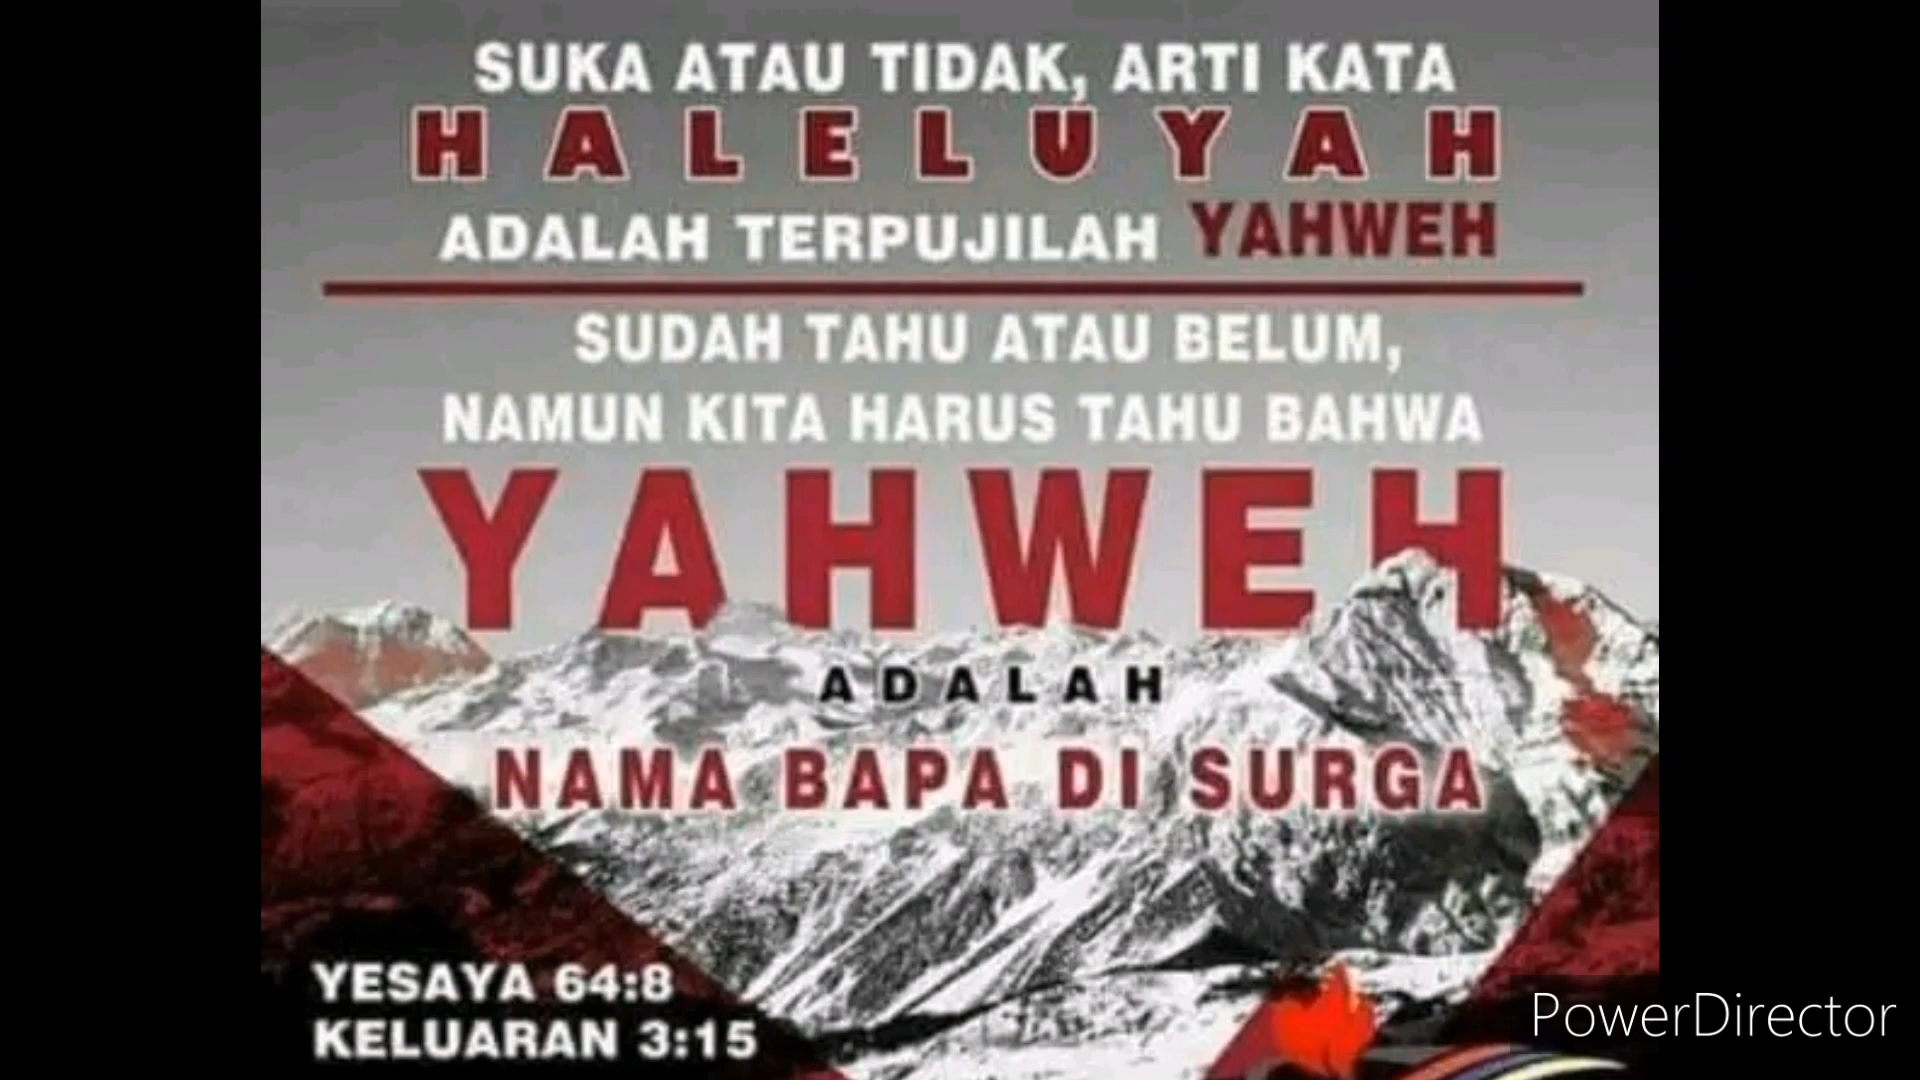 SUKA ATAU TIDAK, ARTI KATA
HALELUYAH
ADALAH TERPUJILAH YAHWEH
SUDAH TAHU ATAU BELUM,
NAMUN KITA HARUS TAHU BAHWA
YAHWEH
ADALAH
NAMA BAPA DI SURGA
YESAYA 64:8
KELUARAN 3:15
PowerDirector